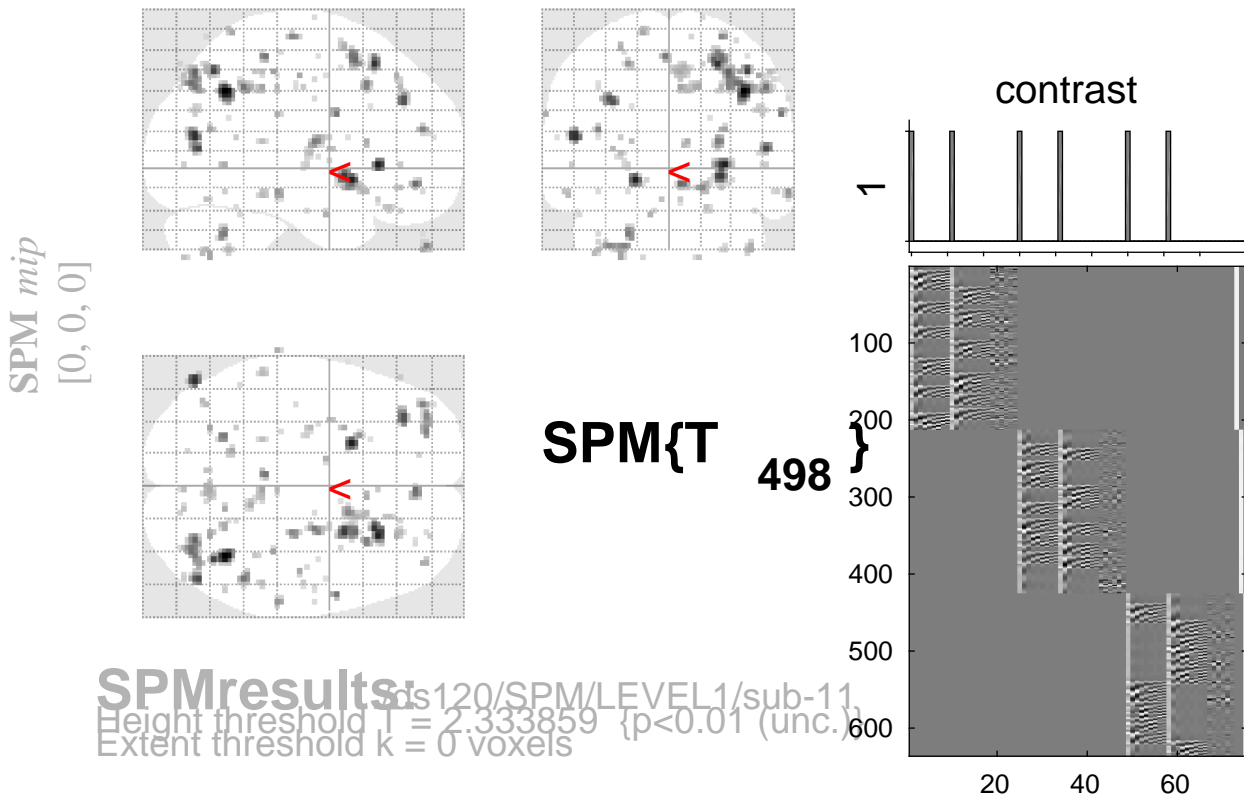 contrast
1
SPM mip
[0, 0, 0]
<
<
<
SPM{T498}
100
200
300
400
500
600
20 40 60
SPMresults: ./ds120/SPM/LEVEL1/sub-11
Height threshold T = 2.333859 {p<0.01 (unc.)}
Extent threshold k = 0 voxels